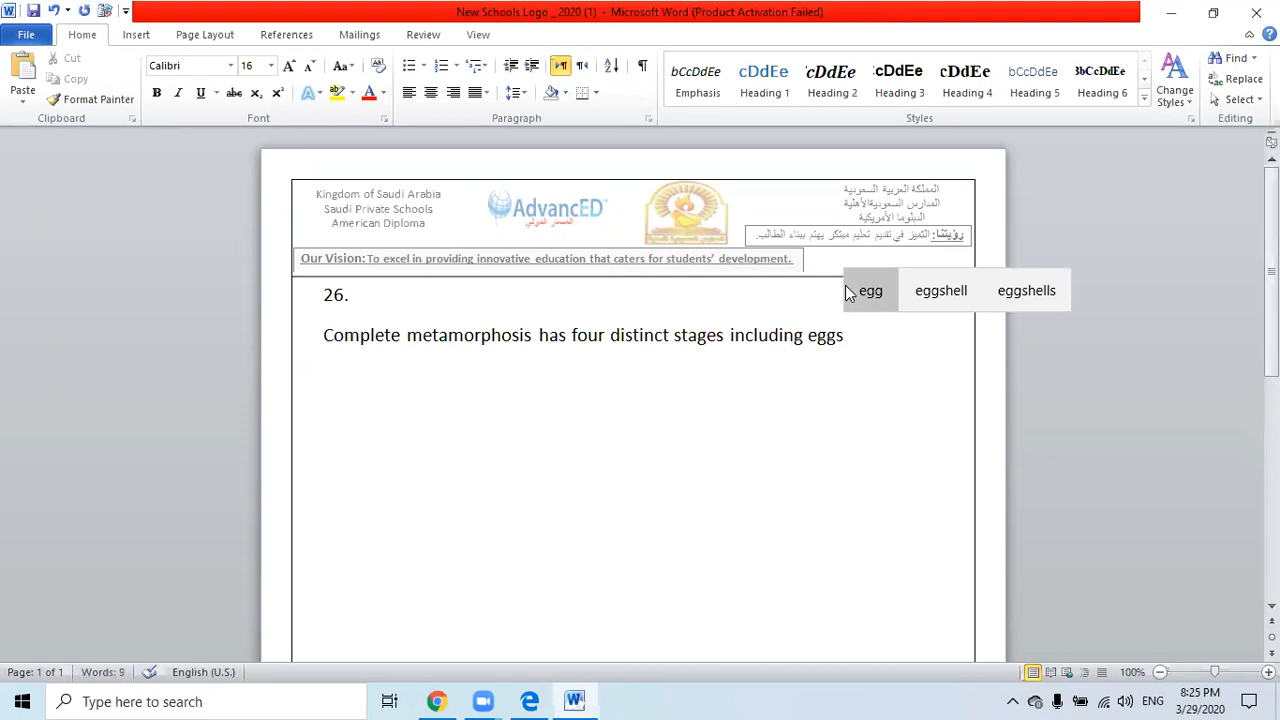 New Schools Logo _ 2020 (1) - Microsoft Word (Product Activation Failed)
File Home Insert Page Layout References Mailings Review View
Cut
Copy
Format Painter
Paste
Clipboard
Calibri 16
Font
Paragraph
bCcDdEe cDdEe cDdEe cDdEe cDdEe bCcDdEe bCcDdEe
Emphasis Heading 1 Heading 2 Heading 3 Heading 4 Heading 5 Heading 6
Change Styles
Styles
Find
Replace
Select
Editing
Kingdom of Saudi Arabia
Saudi Private Schools
American Diploma
AdvancED
المسار الدولي
المملكة العربية السعودية
المدارس السعوديةالأهلية
الدبلوما الأمريكية
رؤيتنا: التميز في تقديم تعليم مبتكر يهتم ببناء الطالب.
Our Vision: To excel in providing innovative education that caters for students’ development.
26.
egg eggshell eggshells
Complete metamorphosis has four distinct stages including eggs
Page: 1 of 1 Words: 9 English (U.S.) 100%
Type here to search
ENG
8:25 PM
3/29/2020